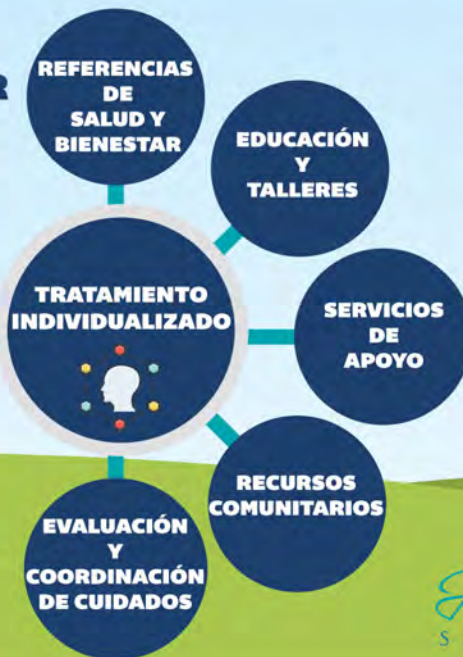 R
REFERENCIAS
DE
SALUD Y
BIENESTAR
EDUCACIÓN
Y
TALLERES
TRATAMIENTO
INDIVIDUALIZADO
SERVICIOS
DE
APOYO
RECURSOS
COMUNITARIOS
EVALUACIÓN
Y
COORDINACIÓN
DE CUIDADOS
S